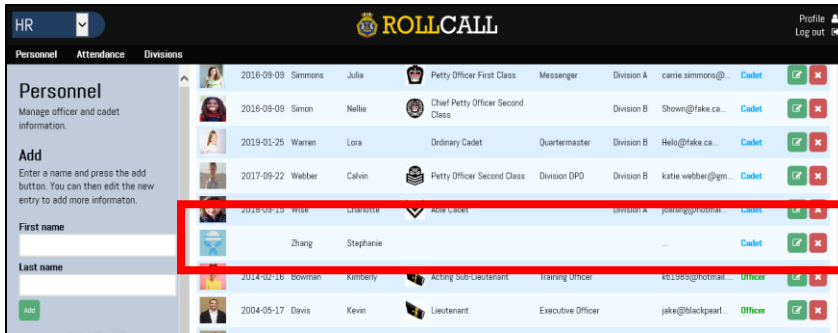 HR
ROLLCALL
Profile
Log out
Personnel Attendance Divisions
Personnel
Manage officer and cadet
information.
Add
Enter a name and press the add
button. You can then edit the new
entry to add more informaton.
First name
Last name
Add
2016-09-09 Simmons Julia Petty Officer First Class Messenger Division A carrie.simmons@... Cadet
2016-09-09 Simon Nellie Chief Petty Officer Second
Class Division B Shown@fake.ca... Cadet
2019-01-25 Warren Lora Ordinary Cadet Quartermaster Division B Helo@fake.ca... Cadet
2017-09-22 Webber Calvin Petty Officer Second Class Division DPO Division B katie.webber@gm... Cadet
2018-09-15 Wise Charlotte Able Cadet Division A Cadet
Zhang Stephanie ... Cadet
2014-02-16 Bowman Kimberly Acting Sub-Lieutenant Training Officer kb1989@hotmail.... Officer
2004-05-17 Davis Kevin Lieutenant Executive Officer jake@blackpearl... Officer